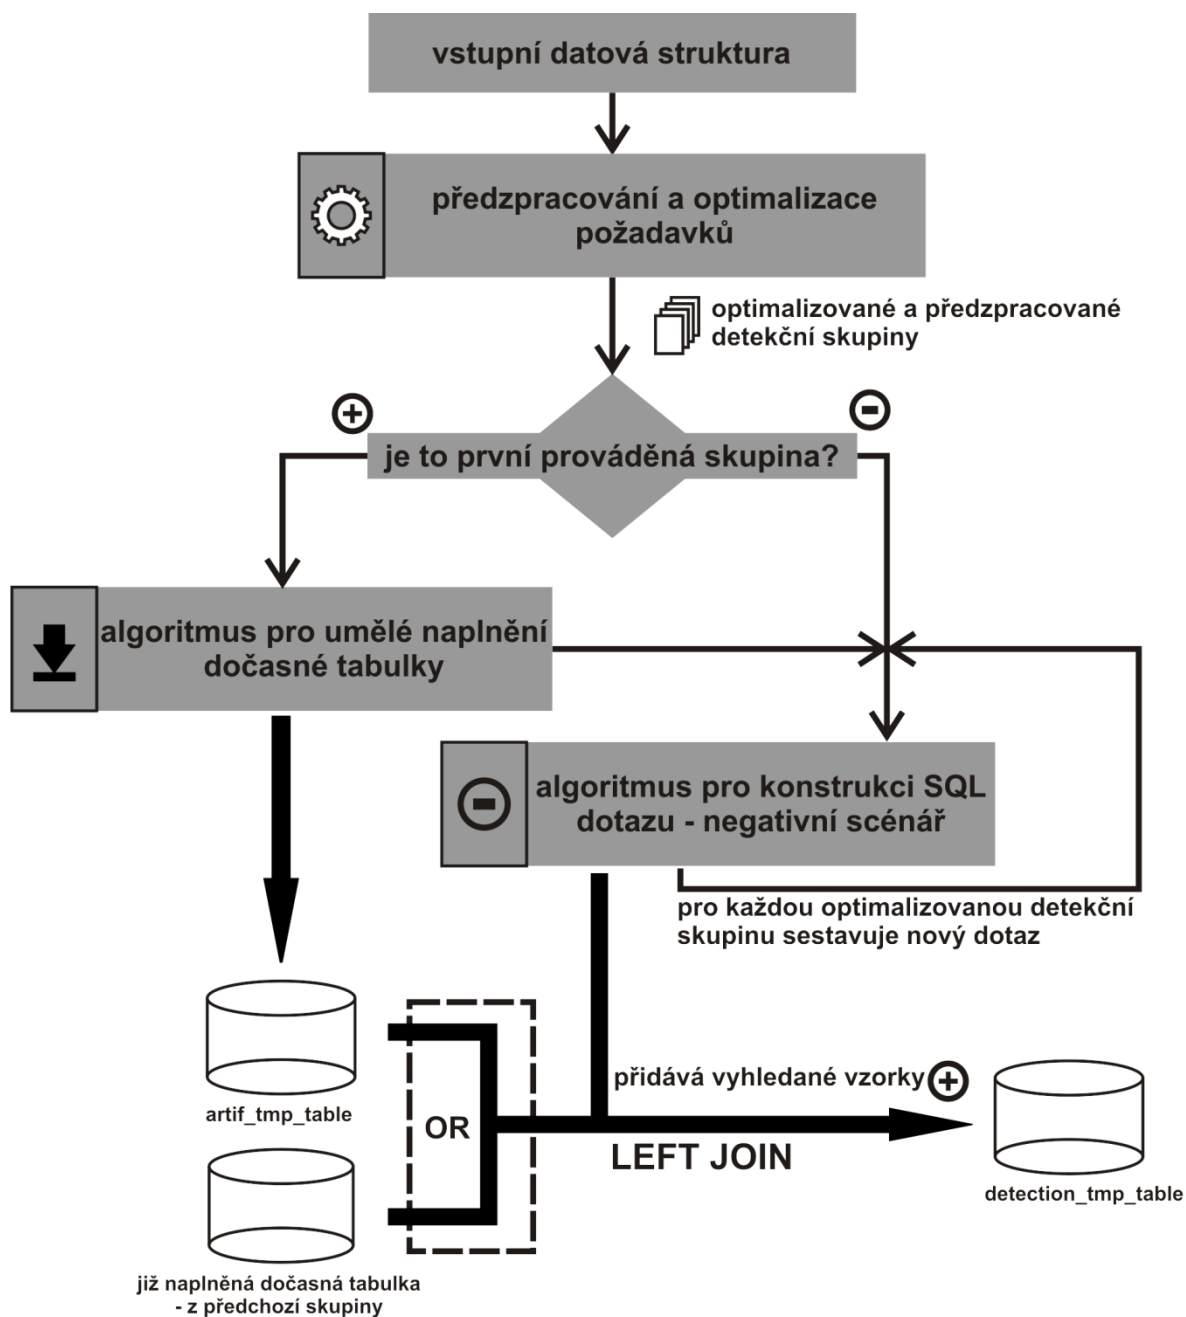 vstupní datová struktura
předzpracování a optimalizace
požadavků
optimalizované a předzpracované
detekční skupiny
je to první prováděná skupina?
algoritmus pro umělé naplnění
dočasné tabulky
algoritmus pro konstrukci SQL
dotazu - negativní scénář
pro každou optimalizovanou detekční
skupinu sestavuje nový dotaz
artif_tmp_table
OR
přidává vyhledané vzorky
LEFT JOIN
detection_tmp_table
již naplněná dočasná tabulka
- z předchozí skupiny